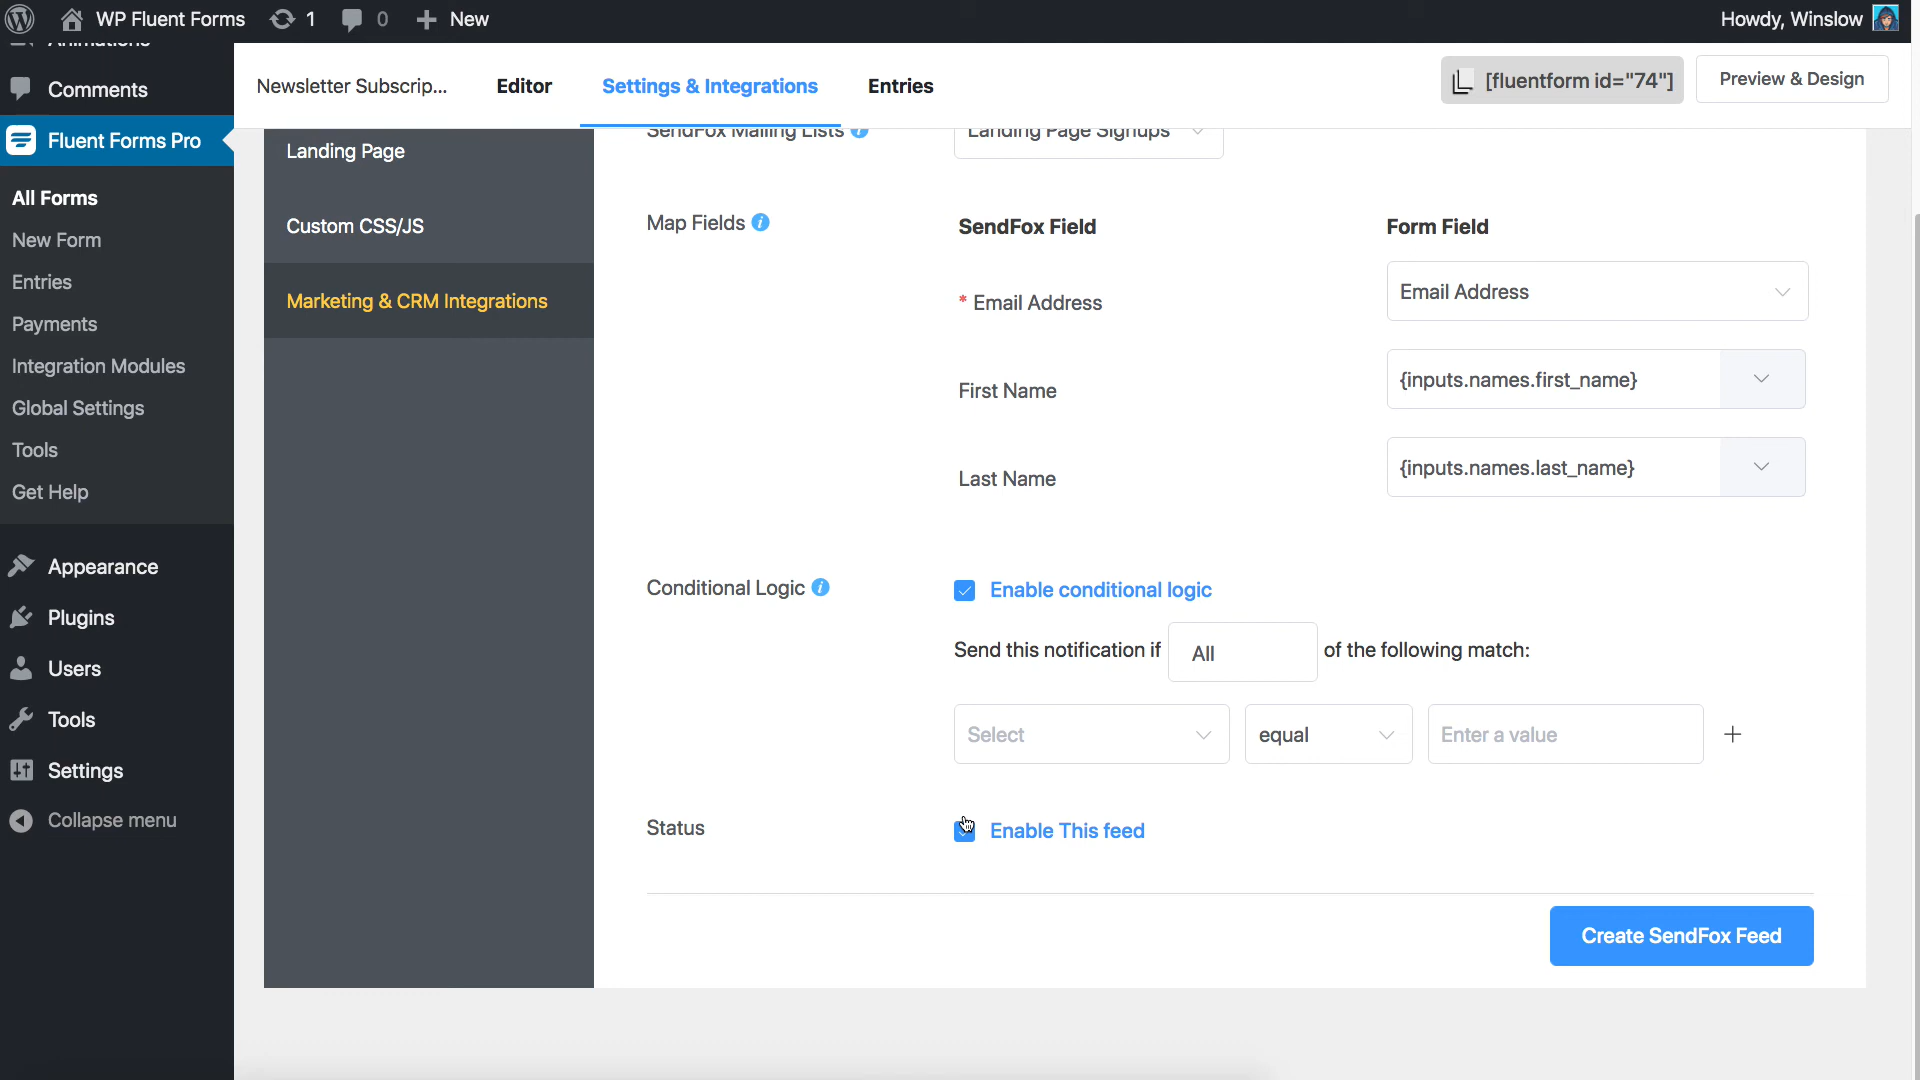 WP Fluent Forms
1
0
New
Howdy, Winslow
Animations
Comments
Fluent Forms Pro
All Forms
New Form
Entries
Payments
Integration Modules
Global Settings
Tools
Get Help
Appearance
Plugins
Users
Tools
Settings
Collapse menu
Newsletter Subscrip...
Editor
Settings & Integrations
Entries
[fluentform id="74"]
Preview & Design
Landing Page
Custom CSS/JS
Marketing & CRM Integrations
SendFox Mailing Lists
Landing Page Signups
Map Fields
SendFox Field
Form Field
* Email Address
Email Address
First Name
{inputs.names.first_name}
Last Name
{inputs.names.last_name}
Conditional Logic
Enable conditional logic
Send this notification if All of the following match:
Select
equal
Enter a value
Status
Enable This feed
Create SendFox Feed